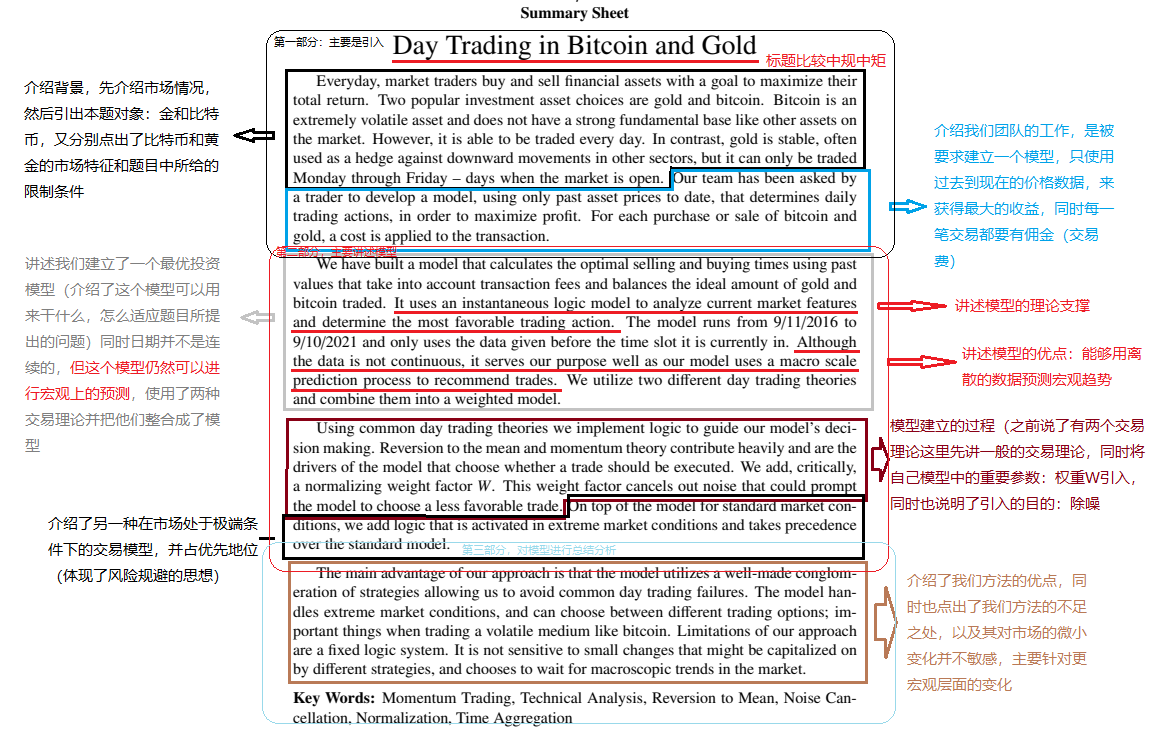 Summary Sheet
第一部分：主要是引入
Day Trading in Bitcoin and Gold
标题比较中规中矩
Everyday, market traders buy and sell financial assets with a goal to maximize their
total return. Two popular investment asset choices are gold and bitcoin. Bitcoin is an
extremely volatile asset and does not have a strong fundamental base like other assets on
the market. However, it is able to be traded every day. In contrast, gold is stable, often
used as a hedge against downward movements in other sectors, but it can only be traded
Monday through Friday – days when the market is open. Our team has been asked by
a trader to develop a model, using only past asset prices to date, that determines daily
trading actions, in order to maximize profit. For each purchase or sale of bitcoin and
gold, a cost is applied to the transaction.
介绍背景，先介绍市场情况，
然后引出本题对象：金和比特
币，又分别点出了比特币和黄
金的市场特征和题目中所给的
限制条件
介绍我们团队的工作，是被
要求建立一个模型，只使用
过去到现在的价格数据，来
获得最大的收益，同时每一
笔交易都要有佣金（交易
费）
第二部分：主要讲述模型
We have built a model that calculates the optimal selling and buying times using past
values that take into account transaction fees and balances the ideal amount of gold and
bitcoin traded. It uses an instantaneous logic model to analyze current market features
and determine the most favorable trading action. The model runs from 9/11/2016 to
9/10/2021 and only uses the data given before the time slot it is currently in. Although
the data is not continuous, it serves our purpose well as our model uses a macro scale
prediction process to recommend trades. We utilize two different day trading theories
and combine them into a weighted model.
讲述我们建立了一个最优投资
模型（介绍了这个模型可以用
来干什么，怎么适应题目所提
出的问题）同时日期并不是连
续的，但这个模型仍然可以进
行宏观上的预测，使用了两种
交易理论并把他们整合成了模
型
讲述模型的理论支撑
讲述模型的优点：能够用离
散的数据预测宏观趋势
Using common day trading theories we implement logic to guide our model's deci-
sion making. Reversion to the mean and momentum theory contribute heavily and are the
drivers of the model that choose whether a trade should be executed. We add, critically,
a normalizing weight factor W. This weight factor cancels out noise that could prompt
the model to choose a less favorable trade. On top of the model for standard market con-
ditions, we add logic that is activated in treme market conditions and takes precedence
over the standard model.
模型建立的过程（之前说了有两个交易
理论这里先讲一般的交易理论，同时将
自己模型中的重要参数：权重W引入，
同时也说明了引入的目的：除噪
介绍了另一种在市场处于极端条
件下的交易模型，并占优先地位
（体现了风险规避的思想）
第三部分，对模型进行总结分析
The main advantage of our approach is that the model utilizes a well-made conglom-
eration of strategies allowing us to avoid common day trading failures. The model han-
dles extreme market conditions, and can choose between different trading options; im-
portant things when trading a volatile medium like bitcoin. Limitations of our approach
are a fixed logic system. It is not sensitive to small changes that might be capitalized on
by different strategies, and chooses to wait for macroscopic trends in the market.
介绍了我们方法的优点，同
时也点出了我们方法的不足
之处，以及其对市场的微小
变化并不敏感，主要针对更
宏观层面的变化
Key Words: Momentum Trading, Technical Analysis, Reversion to Mean, Noise Can-
cellation, Normalization, Time Aggregation